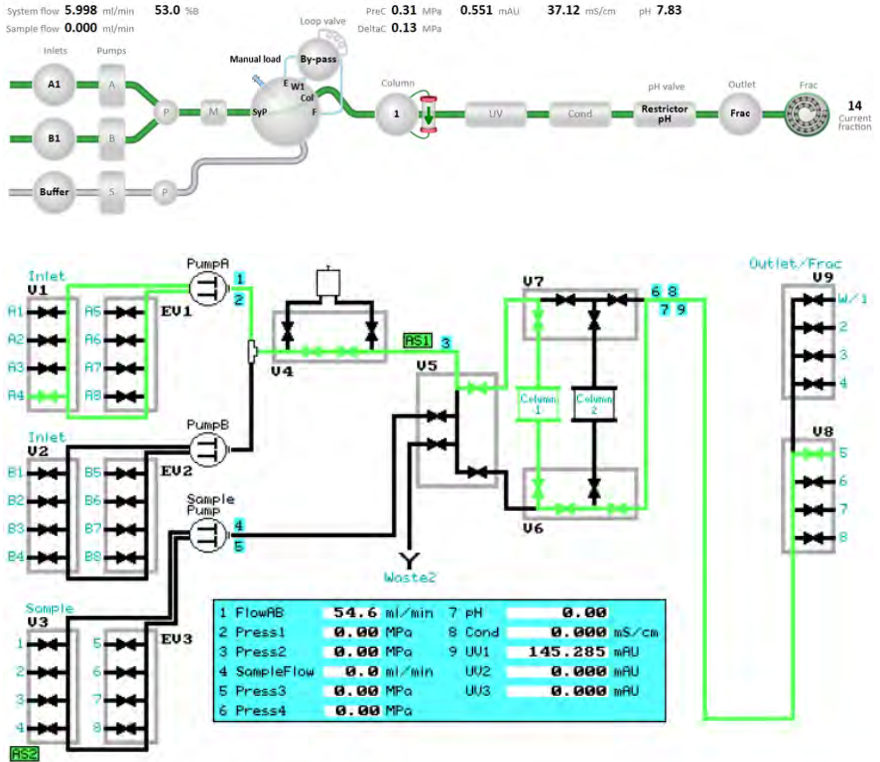 System flow 5.998 ml/min 53.0 %B PreC 0.31 MPa 0.551 mAU 37.12 mS/cm pH 7.83
Sample flow 0.000 ml/min DeltaC 0.13 MPa
Loop valve
Inlets Pumps
Manual load By-pass
Column pH valve Outlet Frac
A1 A
E W1
Col
P M SyP F 1 UV Cond Restrictor pH Frac 14
Current
fraction
B1 B
Buffer S P
PumpA
Inlet
V1
1
2
Outlet/Frac
V9
V7
6 8
7 9
A1 A5 EV1
A2 A6
A3 A7
A4 A8
W/1
2
3
4
AS1 3
V4 V5
Column 1
Column 2
PumpB
Inlet
V2
V8
B1 B5 EV2
B2 B6
B3 B7
B4 B8
5
6
7
8
Sample
Pump
4
5
V6
Waste2
Sample
V3
1 5 EV3
2 6
3 7
4 8
AS2
1 FlowAB 54.6 ml/min 7 pH 0.00
2 Press1 0.00 MPa 8 Cond 0.000 mS/cm
3 Press2 0.00 MPa 9 UV1 145.285 mAU
4 SampleFlow 0.0 ml/min UV2 0.000 mAU
5 Press3 0.00 MPa UV3 0.000 mAU
6 Press4 0.00 MPa